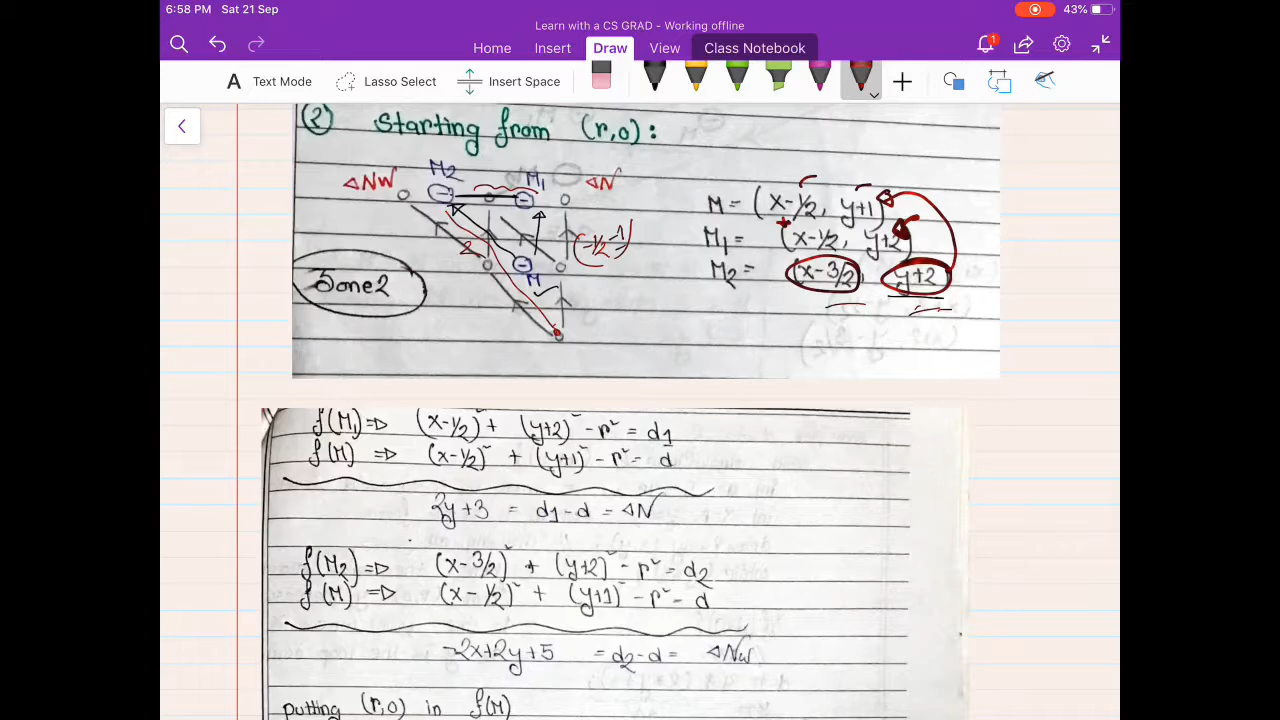 6:58 PM Sat 21 Sep
43%
Learn with a CS GRAD - Working offline
Home Insert Draw View Class Notebook
1
A Text Mode Lasso Select Insert Space
② Starting from (r,0):
M2 M1
△NW △N
M = (x-1/2, y+1)
M1 = (x-1/2, y+2)
M2 = (x-3/2, y+2)
2
M
Zone2
f(M1) => (x-1/2)² + (y+2)² - r² = d1
f(M) => (x-1/2)² + (y+1)² - r² = d
2y+3 = d1-d = △N
f(M2) => (x-3/2)² + (y+2)² - r² = d2
f(M) => (x-1/2)² + (y+1)² - r² - d
-2x+2y+5 = d2-d = △NW
putting (r,0) in f(M)